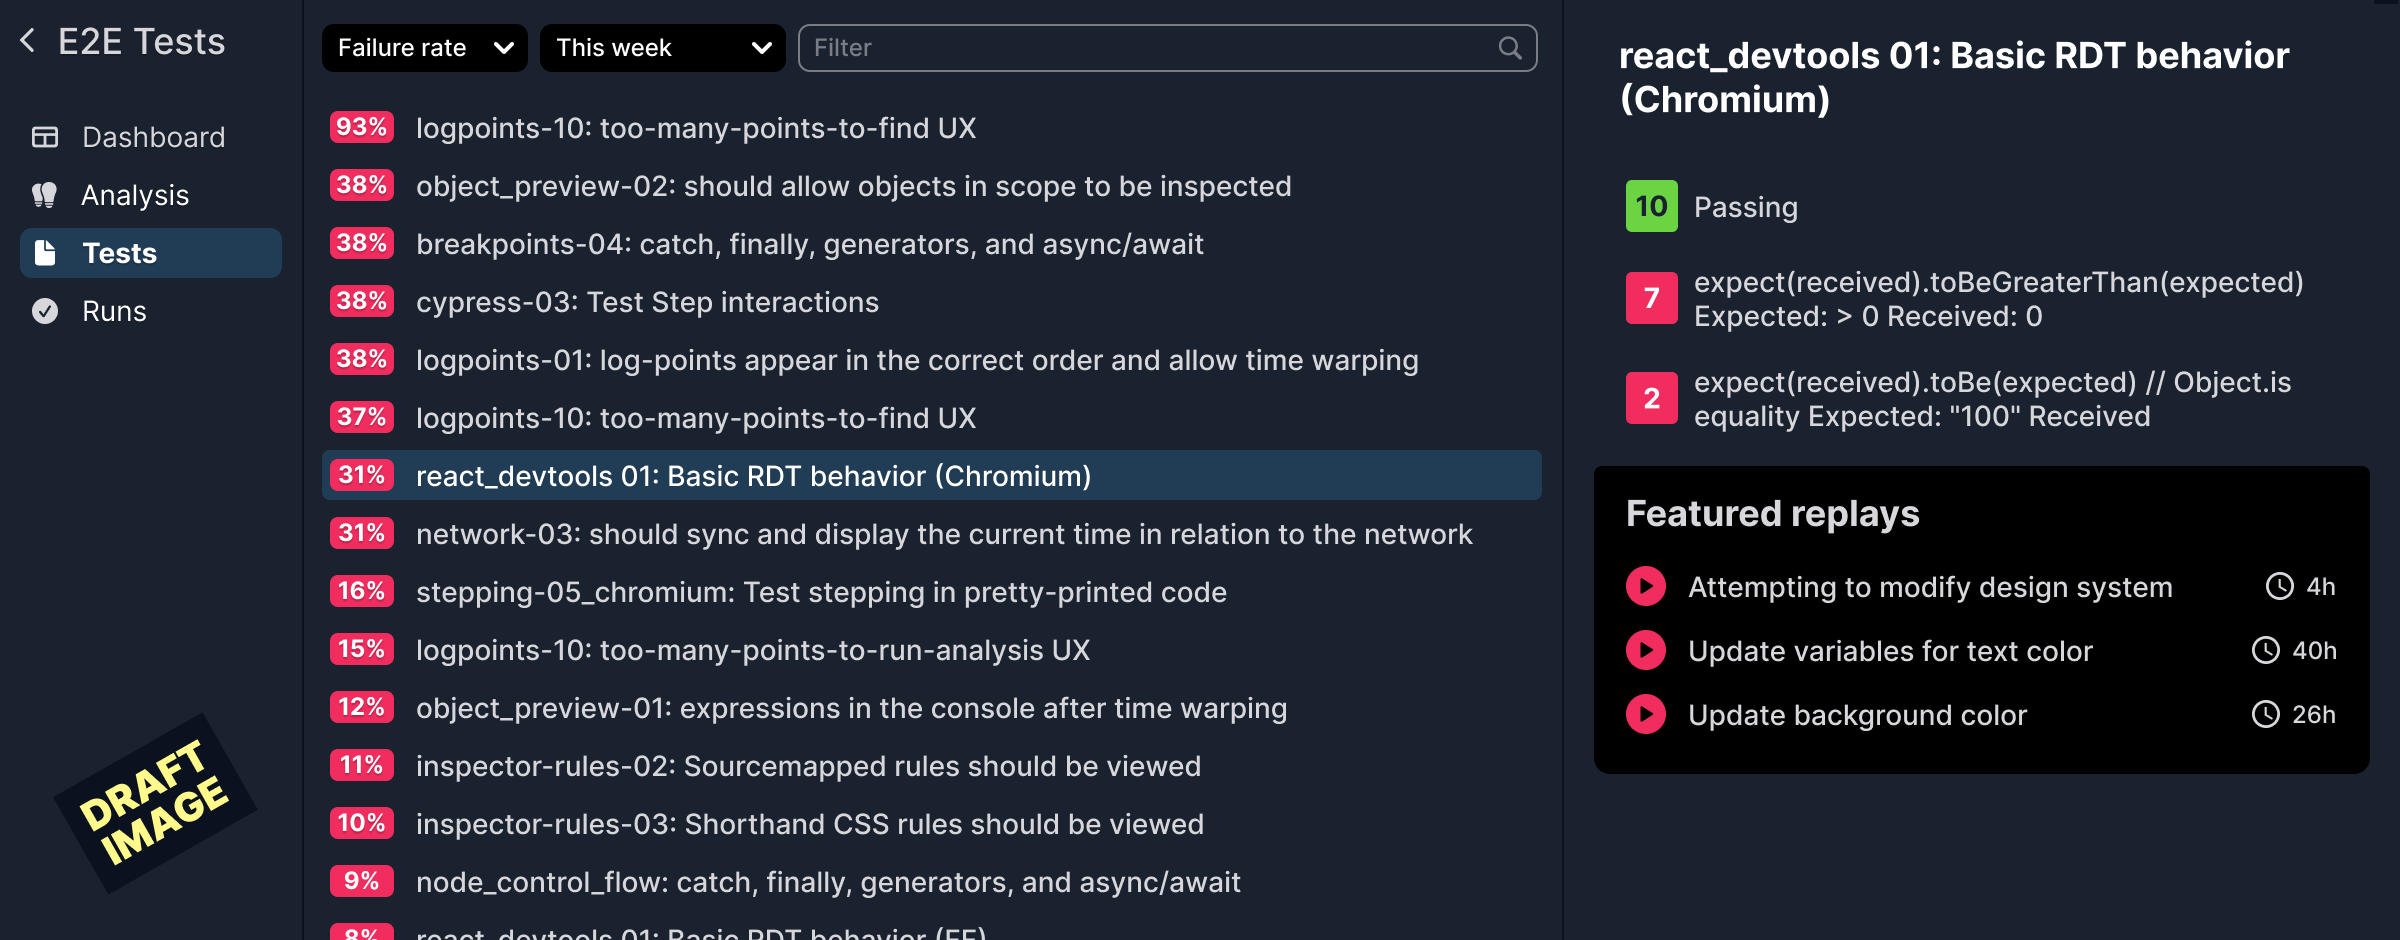 E2E Tests
Dashboard
Analysis
Tests
Runs
DRAFT
IMAGE
Failure rate
This week
Filter
93% logpoints-10: too-many-points-to-find UX
38% object_preview-02: should allow objects in scope to be inspected
38% breakpoints-04: catch, finally, generators, and async/await
38% cypress-03: Test Step interactions
38% logpoints-01: log-points appear in the correct order and allow time warping
37% logpoints-10: too-many-points-to-find UX
31% react_devtools 01: Basic RDT behavior (Chromium)
31% network-03: should sync and display the current time in relation to the network
16% stepping-05_chromium: Test stepping in pretty-printed code
15% logpoints-10: too-many-points-to-run-analysis UX
12% object_preview-01: expressions in the console after time warping
11% inspector-rules-02: Sourcemapped rules should be viewed
10% inspector-rules-03: Shorthand CSS rules should be viewed
9% node_control_flow: catch, finally, generators, and async/await
8% react_devtools 01: Basic RDT behavior (FF)
react_devtools 01: Basic RDT behavior
(Chromium)
10 Passing
7 expect(received).toBeGreaterThan(expected)
Expected: > 0 Received: 0
2 expect(received).toBe(expected) // Object.is
equality Expected: "100" Received
Featured replays
Attempting to modify design system 4h
Update variables for text color 40h
Update background color 26h